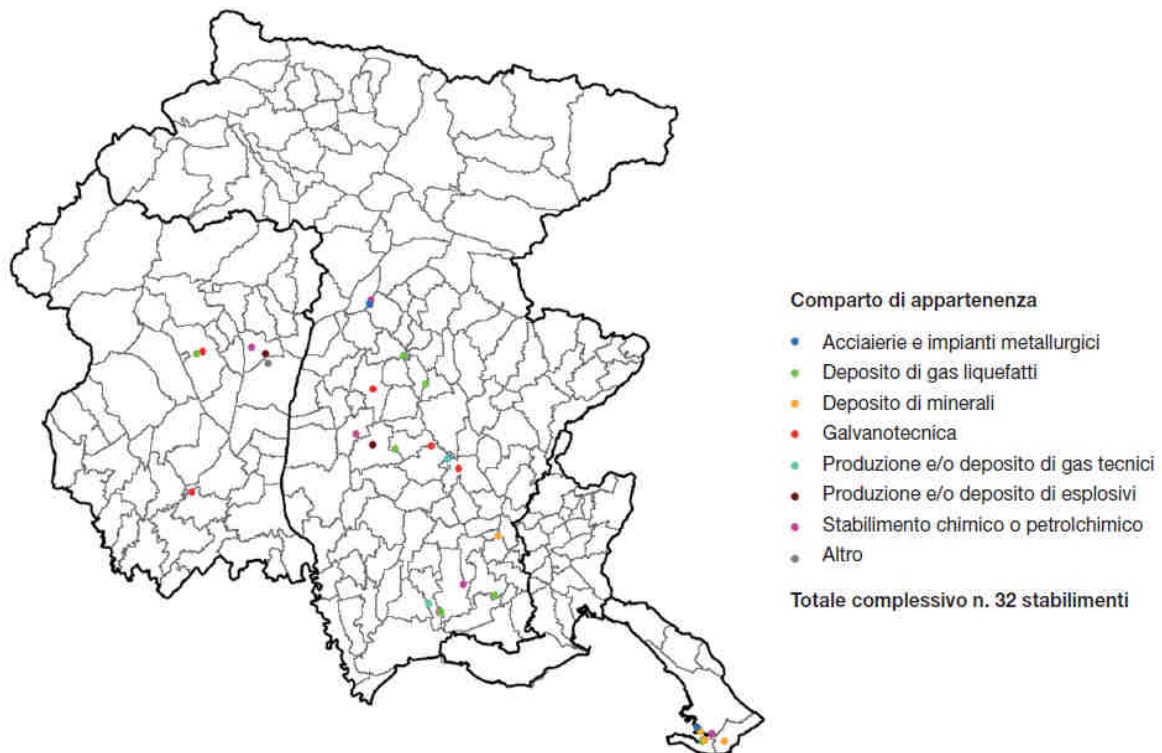 Comparto di appartenenza
Acciaierie e impianti metallurgici
Deposito di gas liquefatti
Deposito di minerali
Galvanotecnica
Produzione e/o deposito di gas tecnici
Produzione e/o deposito di esplosivi
Stabilimento chimico o petrolchimico
Altro
Totale complessivo n. 32 stabilimenti